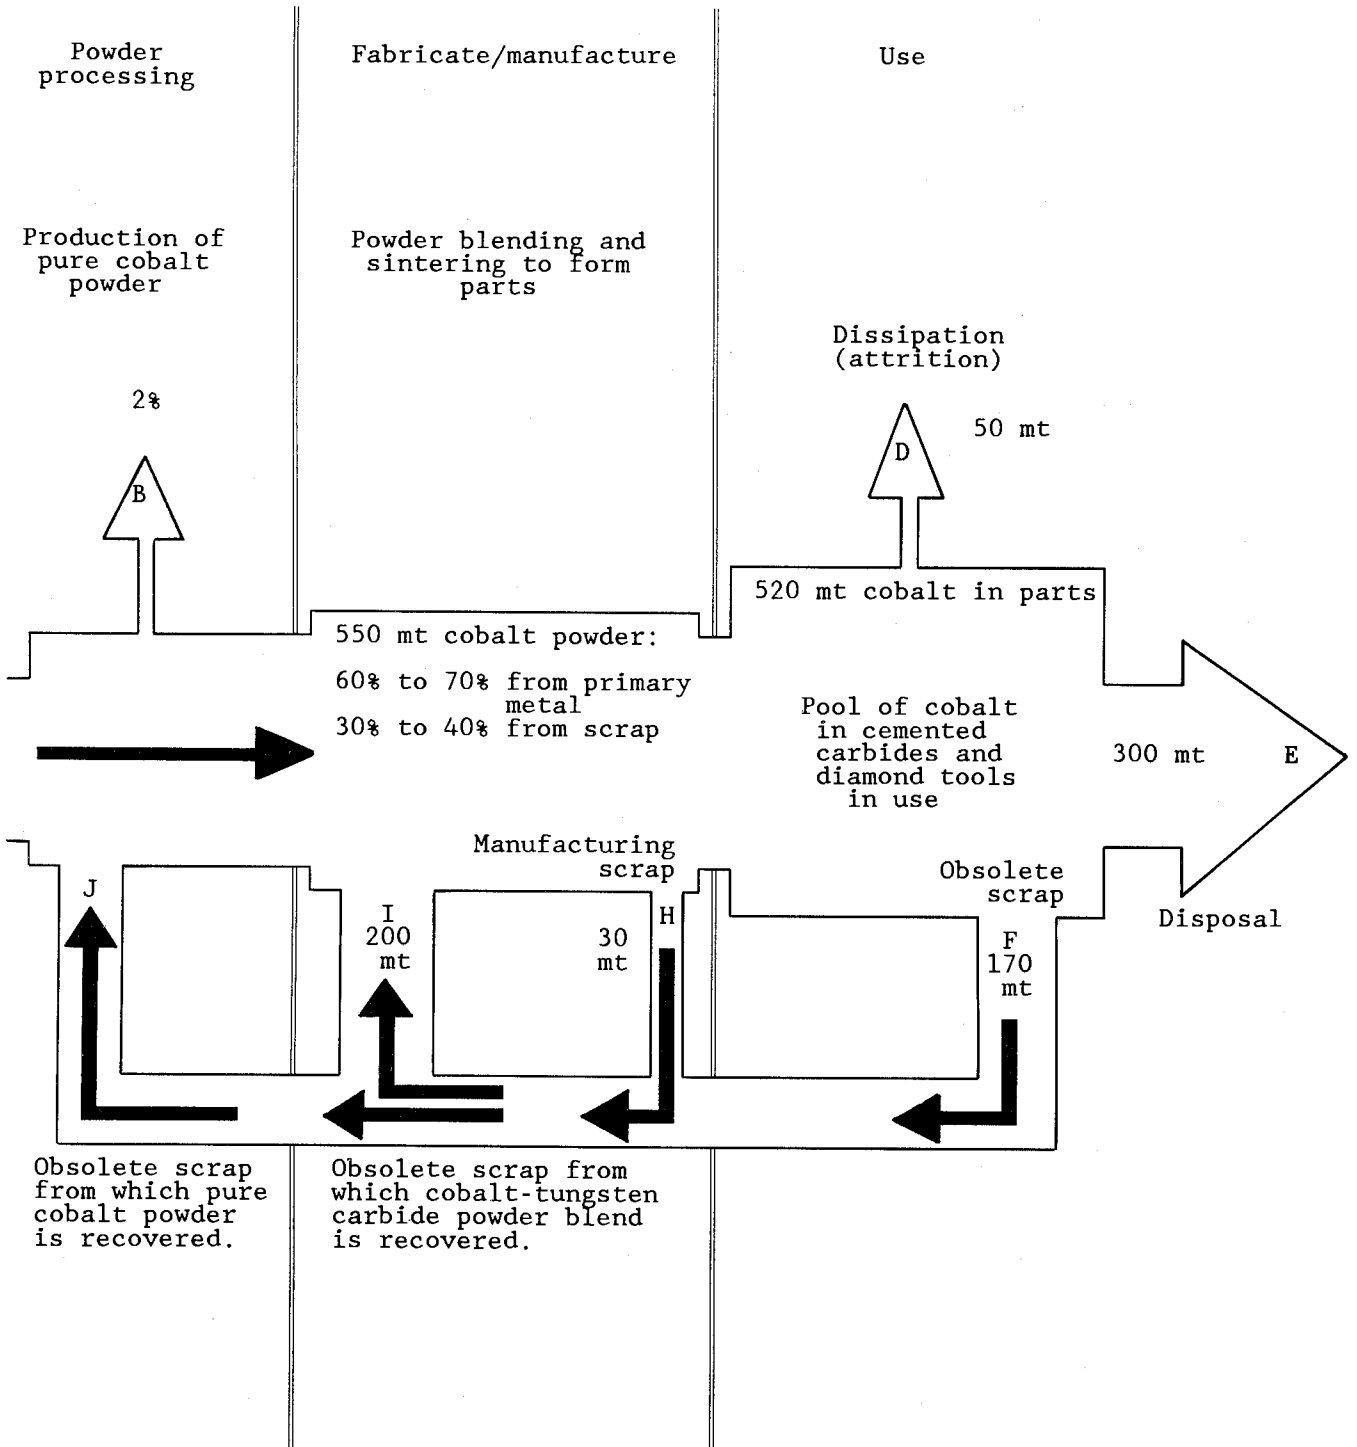 Powder
processing
Fabricate/manufacture
Use
Production of
pure cobalt
powder
Powder blending and
sintering to form
parts
Dissipation
(attrition)
2%
50 mt
B
D
520 mt cobalt in parts
550 mt cobalt powder:
60% to 70% from primary
metal
30% to 40% from scrap
Pool of cobalt
in cemented
carbides and
diamond tools
in use
300 mt
E
Manufacturing
scrap
Obsolete
scrap
Disposal
J
I
200
mt
30
mt
H
F
170
mt
Obsolete scrap
from which pure
cobalt powder
is recovered.
Obsolete scrap from
which cobalt-tungsten
carbide powder blend
is recovered.